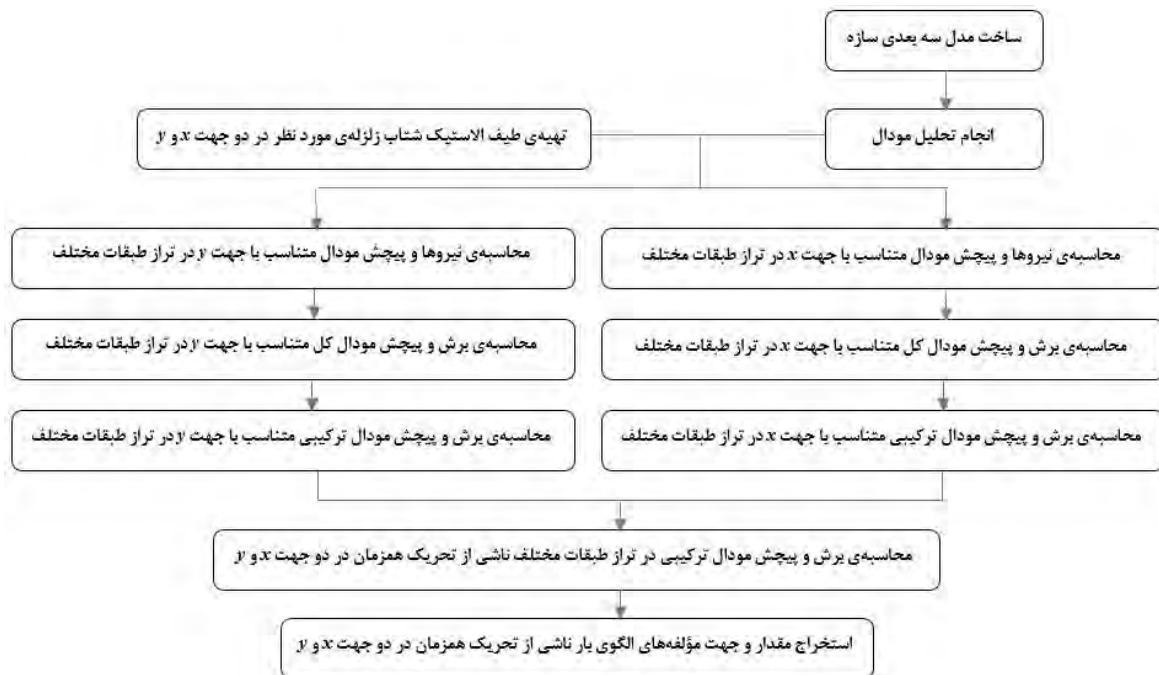 ساخت مدل سه بعدی سازه
انجام تحلیل مودال
تهیه‌ی طیف الاستیک شتاب زلزله‌ی مورد نظر در دو جهت x و y
محاسبه‌ی نیروها و پیچش مودال متناسب با جهت x در تراز طبقات مختلف
محاسبه‌ی نیروها و پیچش مودال متناسب با جهت y در تراز طبقات مختلف
محاسبه‌ی برش و پیچش مودال کل متناسب با جهت x در تراز طبقات مختلف
محاسبه‌ی برش و پیچش مودال کل متناسب با جهت y در تراز طبقات مختلف
محاسبه‌ی برش و پیچش مودال ترکیبی متناسب با جهت x در تراز طبقات مختلف
محاسبه‌ی برش و پیچش مودال ترکیبی متناسب با جهت y در تراز طبقات مختلف
محاسبه‌ی برش و پیچش مودال ترکیبی در تراز طبقات مختلف ناشی از تحریک همزمان در دو جهت x و y
استخراج مقدار و جهت مؤلفه‌های الگوی بار ناشی از تحریک همزمان در دو جهت x و y